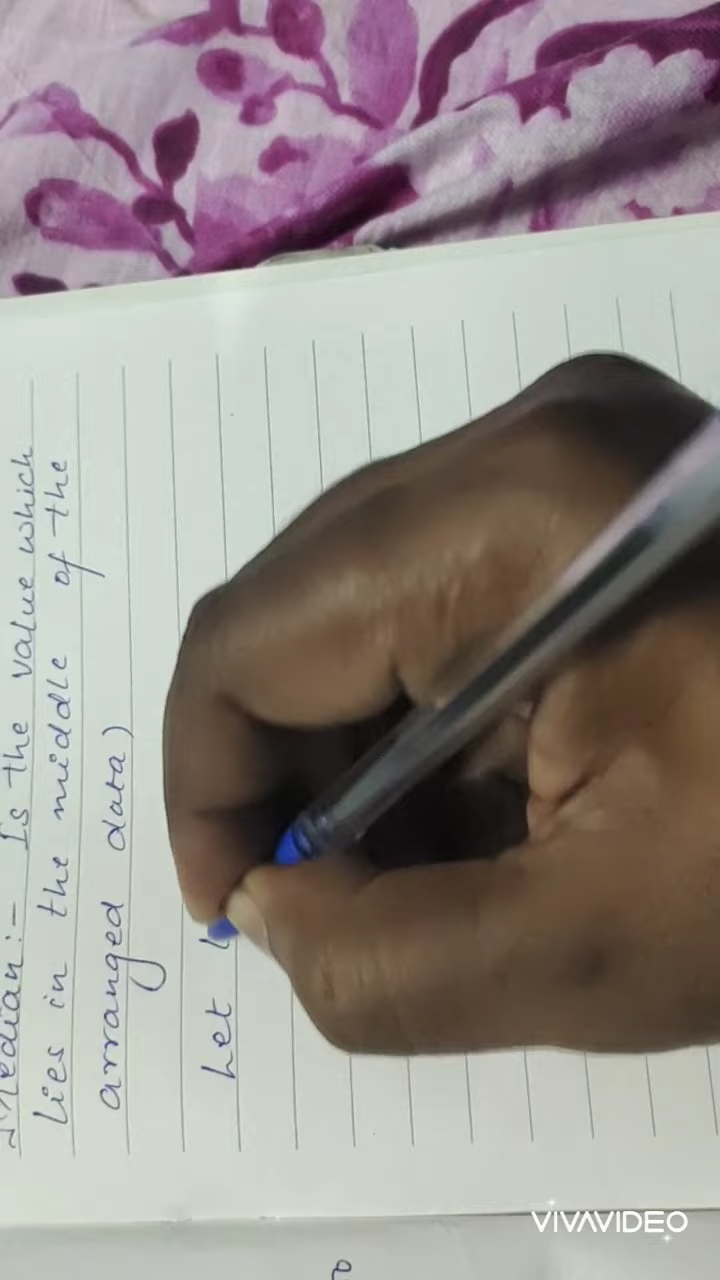 Median:- Is the value which
lies in the middle of the
arranged data)
Let
VIVAVIDEO